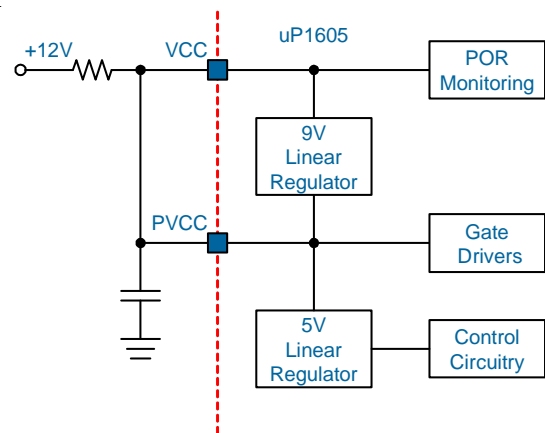 +12V
VCC
uP1605
POR
Monitoring
9V
Linear
Regulator
PVCC
Gate
Drivers
5V
Linear
Regulator
Control
Circuitry